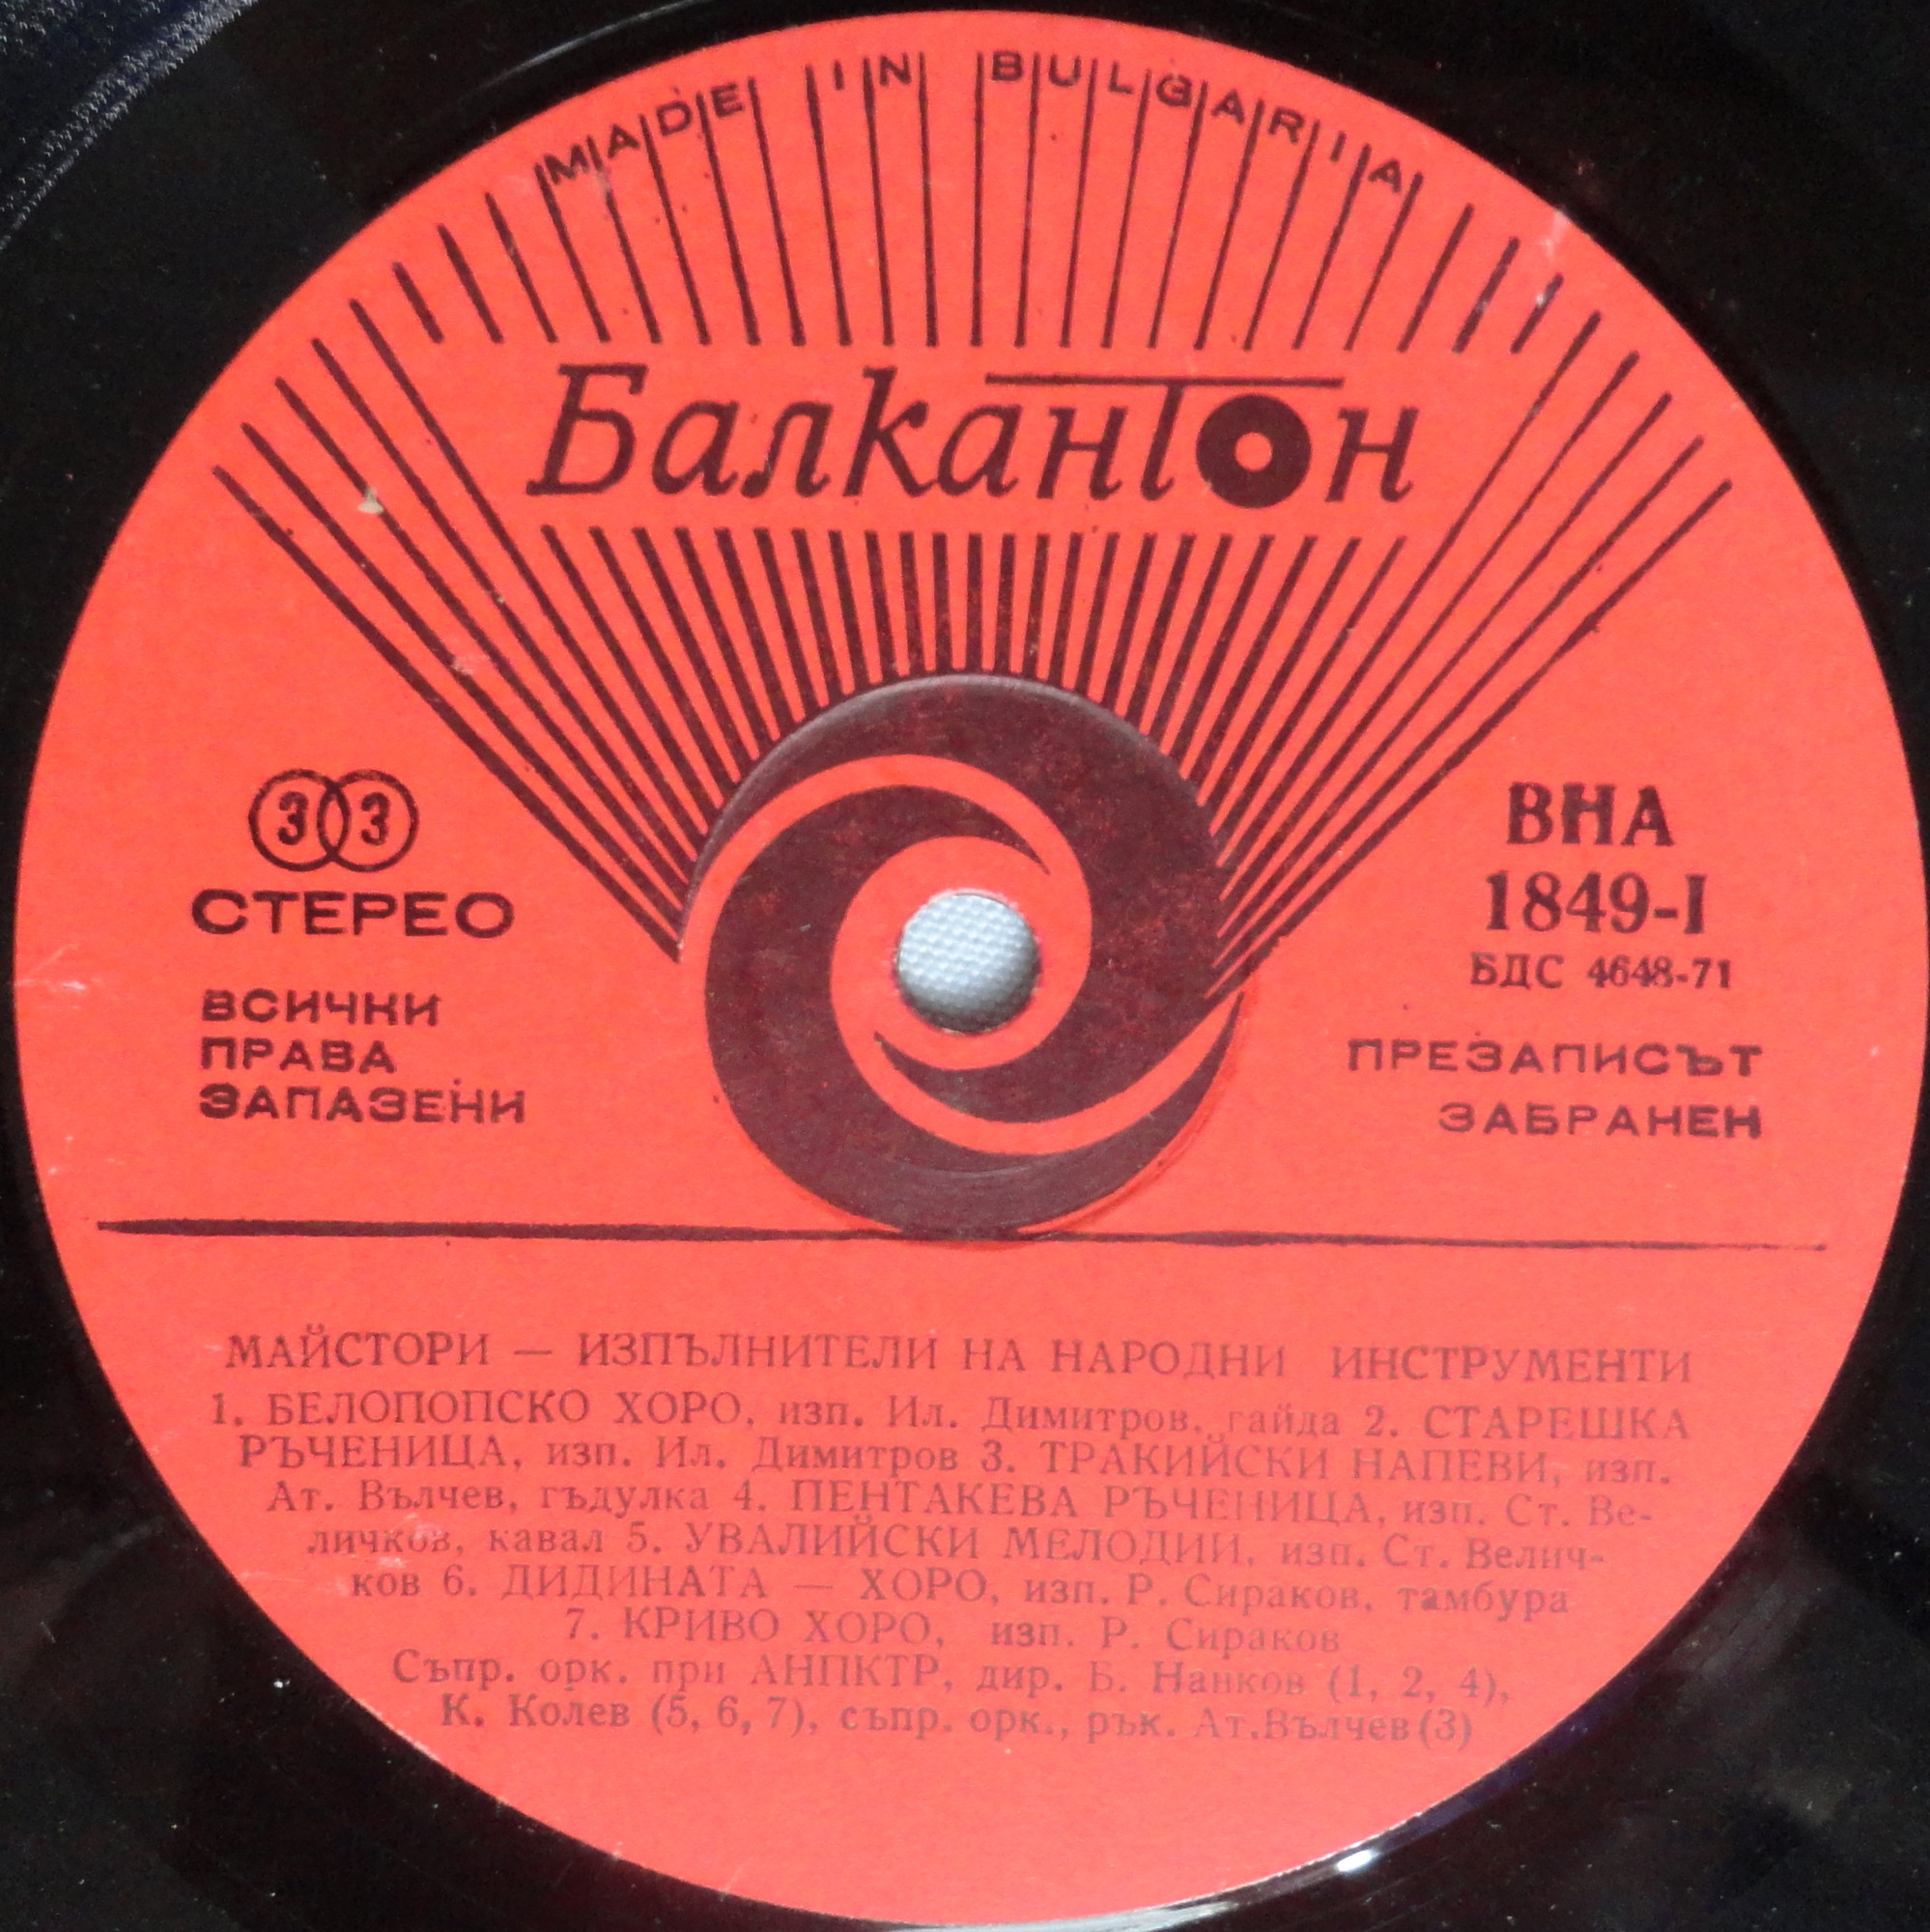 MADE IN BULGARIA
Балкантон
33
СТЕРЕО
ВСИЧКИ
ПРАВА
ЗАПАЗЕНИ
ВНА
1849-I
БДС 4648-71
ПРЕЗАПИСЪТ
ЗАБРАНЕН
МАЙСТОРИ — ИЗПЪЛНИТЕЛИ НА НАРОДНИ ИНСТРУМЕНТИ
1. БЕЛОПОПСКО ХОРО, изп. Ил. Димитров, гайда 2. СТАРЕШКА
РЪЧЕНИЦА, изп. Ил. Димитров 3. ТРАКИЙСКИ НАПЕВИ, изп.
Ат. Вълчев, гъдулка 4. ПЕНТАКЕВА РЪЧЕНИЦА, изп. Ст. Ве-
личков, кавал 5. УВАЛИЙСКИ МЕЛОДИИ, изп. Ст. Велич-
ков 6. ДИДИНАТА — ХОРО, изп. Р. Сираков, тамбура
7. КРИВО ХОРО, изп. Р. Сираков
Съпр. орк. при АНПКТР, дир. Б. Нанков (1, 2, 4),
К. Колев (5, 6, 7), съпр. орк., рък. Ат.Вълчев (3)